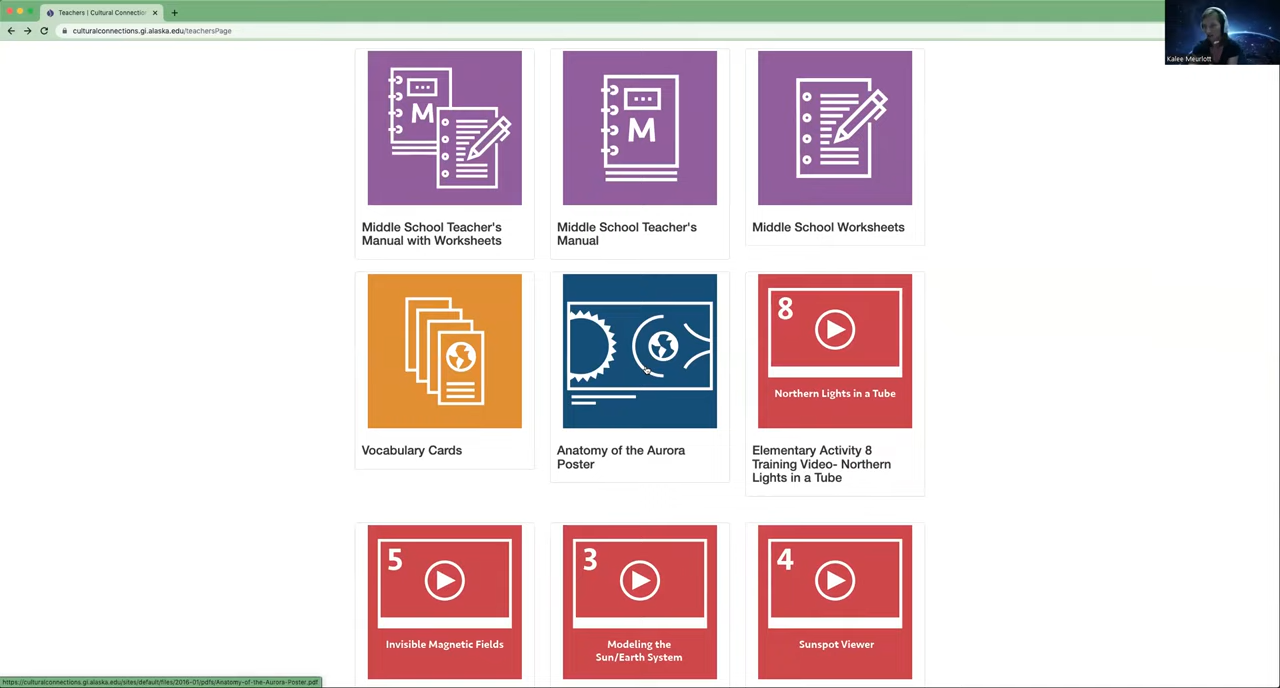 Teachers | Cultural Connection
culturalconnections.gi.alaska.edu/teachersPage
Kalee Meurlott
M
M
Middle School Teacher's
Manual with Worksheets
Middle School Teacher's
Manual
Middle School Worksheets
8
Northern Lights in a Tube
Vocabulary Cards
Anatomy of the Aurora
Poster
Elementary Activity 8
Training Video- Northern
Lights in a Tube
5
Invisible Magnetic Fields
3
Modeling the
Sun/Earth System
4
Sunspot Viewer
https://culturalconnections.gi.alaska.edu/sites/default/files/2016-01/pdfs/Anatomy-of-the-Aurora-Poster.pdf